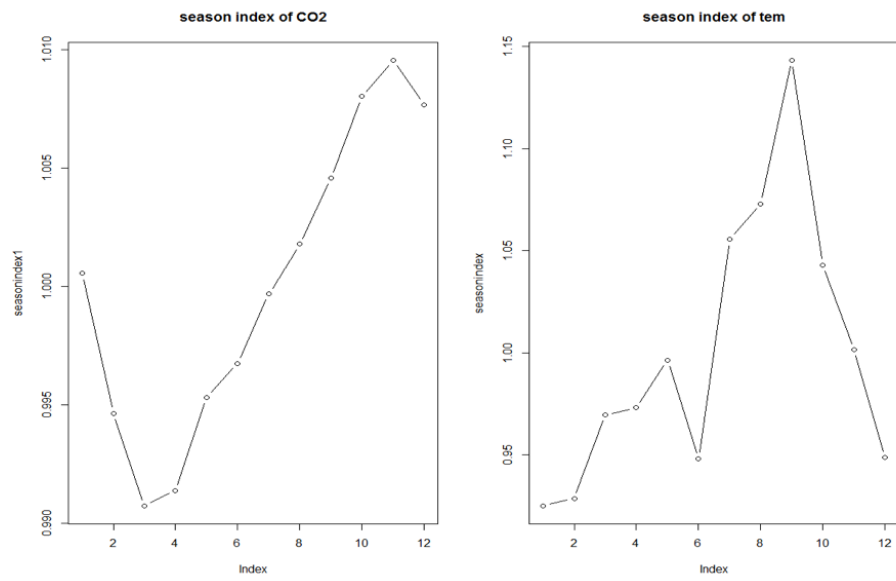 season index of CO2
seasonindex1
1.010
1.005
1.000
0.995
0.990
2 4 6 8 10 12
Index
season index of tem
seasonindex
1.15
1.10
1.05
1.00
0.95
2 4 6 8 10 12
Index